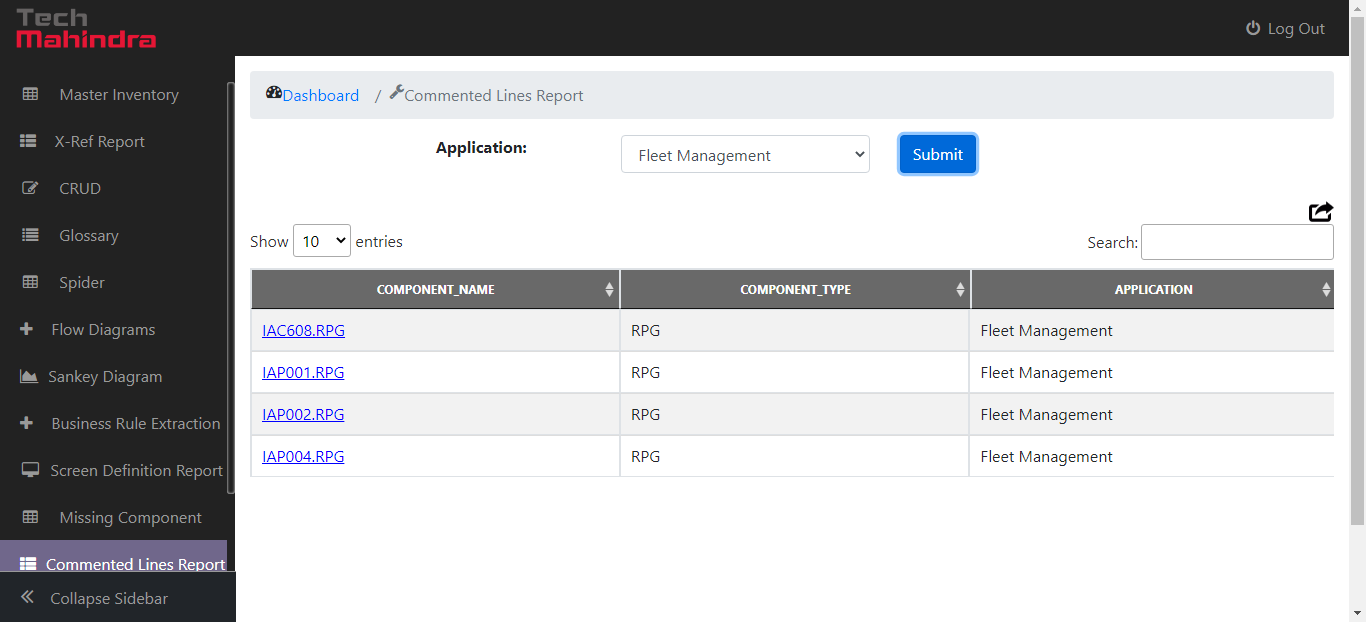 Tech
Mahindra
Log Out
Master Inventory
X-Ref Report
CRUD
Glossary
Spider
Flow Diagrams
Sankey Diagram
Business Rule Extraction
Screen Definition Report
Missing Component
Commented Lines Report
Collapse Sidebar
Dashboard / Commented Lines Report
Application: Fleet Management Submit
Show 10 entries Search:
COMPONENT_NAME COMPONENT_TYPE APPLICATION
IAC608.RPG RPG Fleet Management
IAP001.RPG RPG Fleet Management
IAP002.RPG RPG Fleet Management
IAP004.RPG RPG Fleet Management